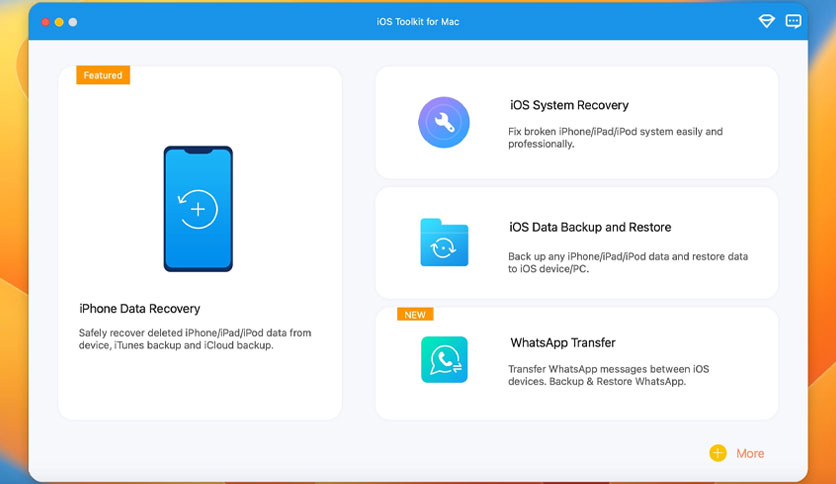 iOS Toolkit for Mac
Featured
iPhone Data Recovery
Safely recover deleted iPhone/iPad/iPod data from
device, iTunes backup and iCloud backup.
iOS System Recovery
Fix broken iPhone/iPad/iPod system easily and
professionally.
iOS Data Backup and Restore
Back up any iPhone/iPad/iPod data and restore data
to iOS device/PC.
NEW
WhatsApp Transfer
Transfer WhatsApp messages between iOS
devices. Backup & Restore WhatsApp.
More